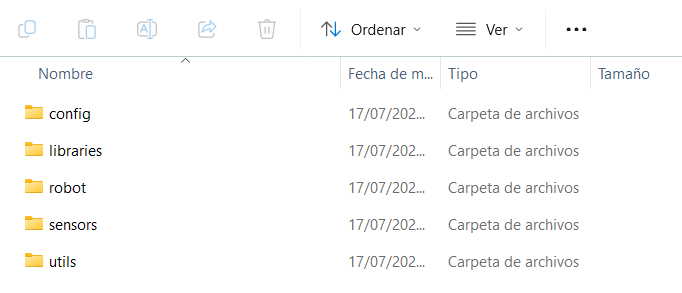 Ordenar Ver
Nombre Fecha de m... Tipo Tamaño
config 17/07/202... Carpeta de archivos
libraries 17/07/202... Carpeta de archivos
robot 17/07/202... Carpeta de archivos
sensors 17/07/202... Carpeta de archivos
utils 17/07/202... Carpeta de archivos